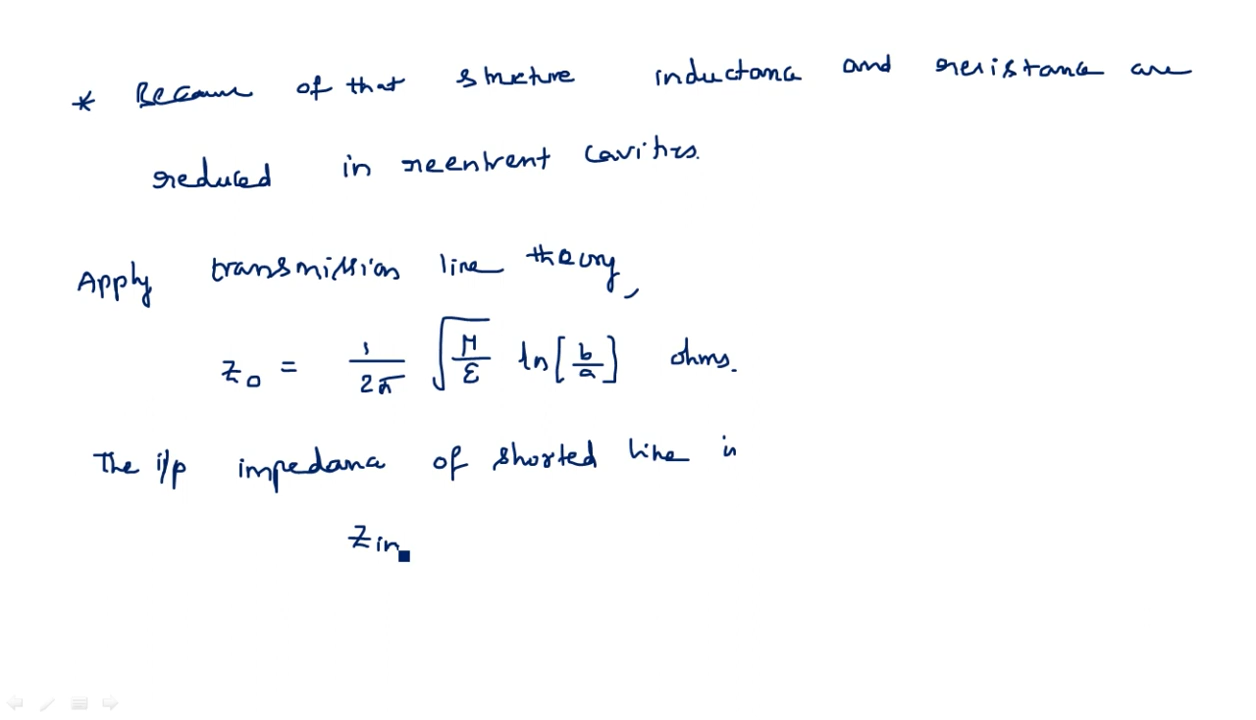 * Because of that structure inductance and resistance are
reduced in reentrent cavities.
Apply transmission line theory,
Z₀ = 1/2π √(μ/ε) ln[b/a] ohms.
The i/p impedance of shorted line is
Zin